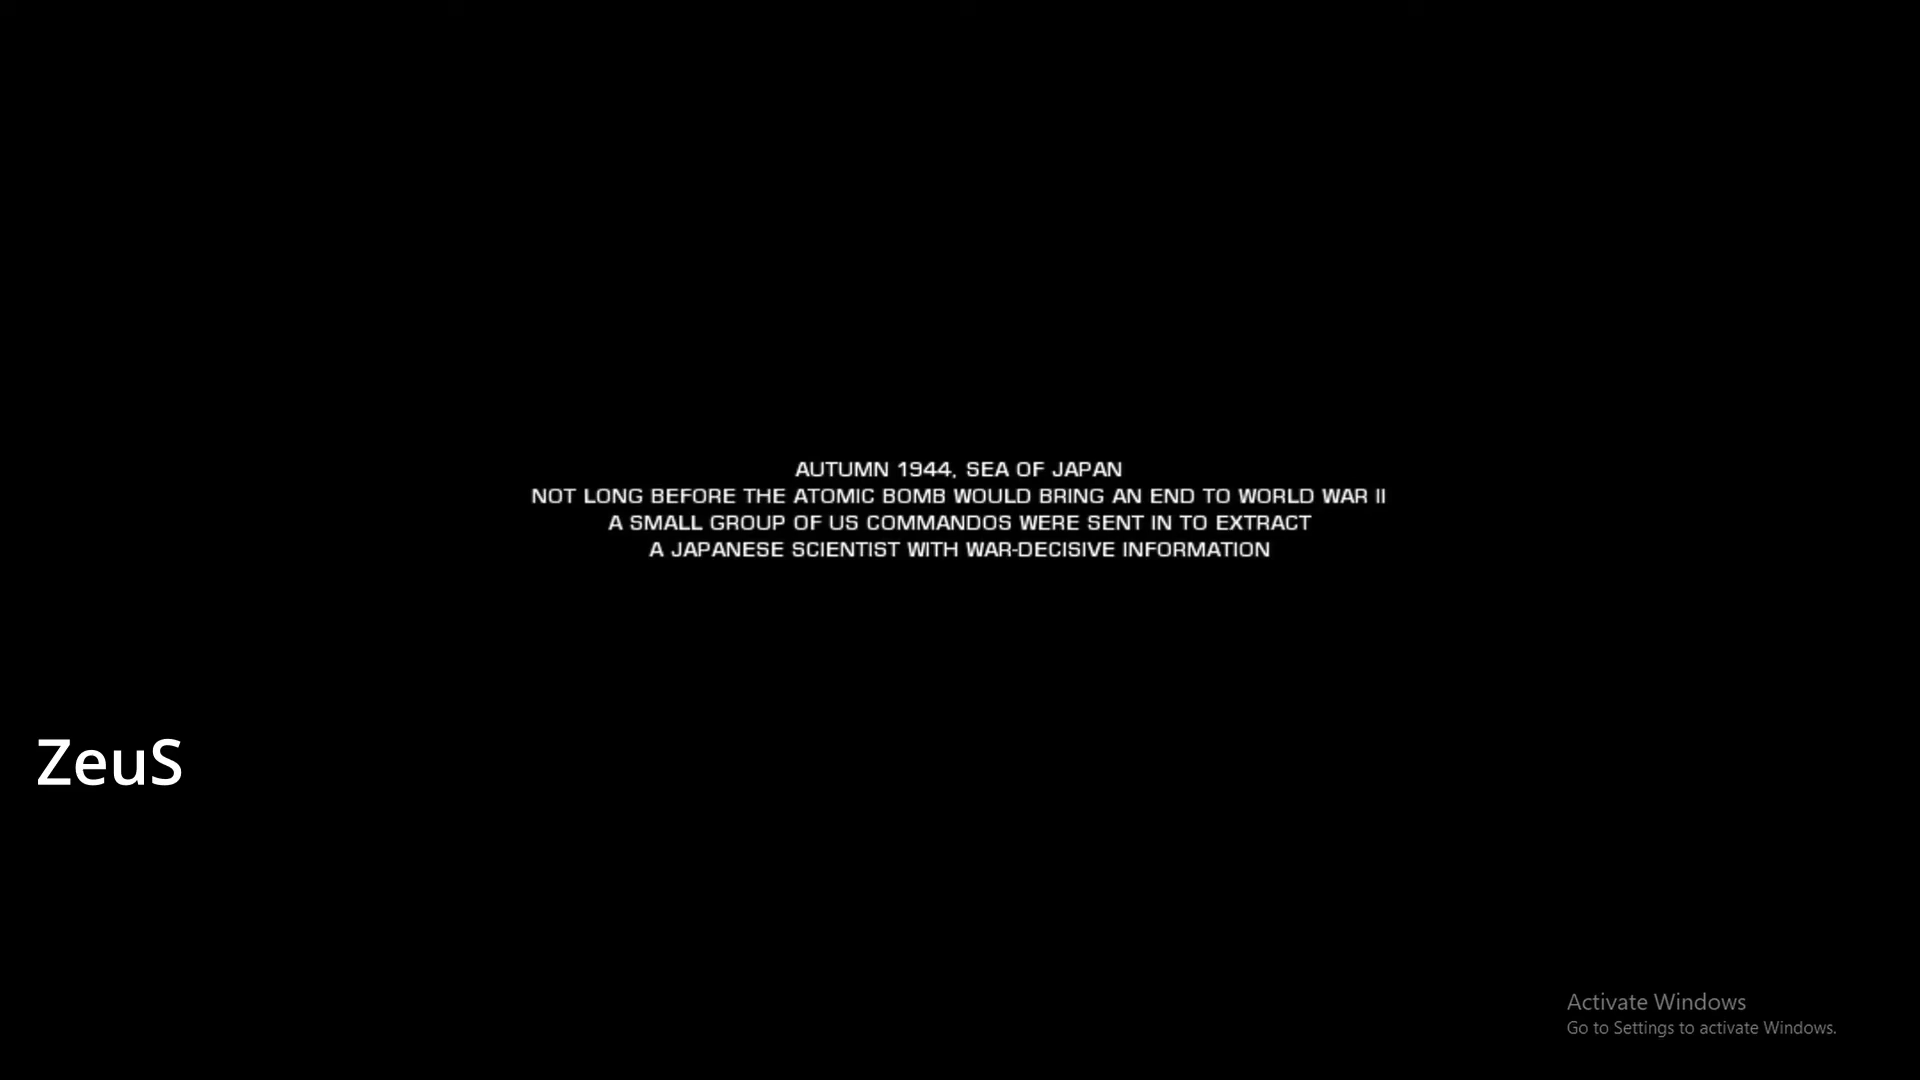 AUTUMN 1944, SEA OF JAPAN
NOT LONG BEFORE THE ATOMIC BOMB WOULD BRING AN END TO WORLD WAR II
A SMALL GROUP OF US COMMANDOS WERE SENT IN TO EXTRACT
A JAPANESE SCIENTIST WITH WAR-DECISIVE INFORMATION
ZeuS
Activate Windows
Go to Settings to activate Windows.